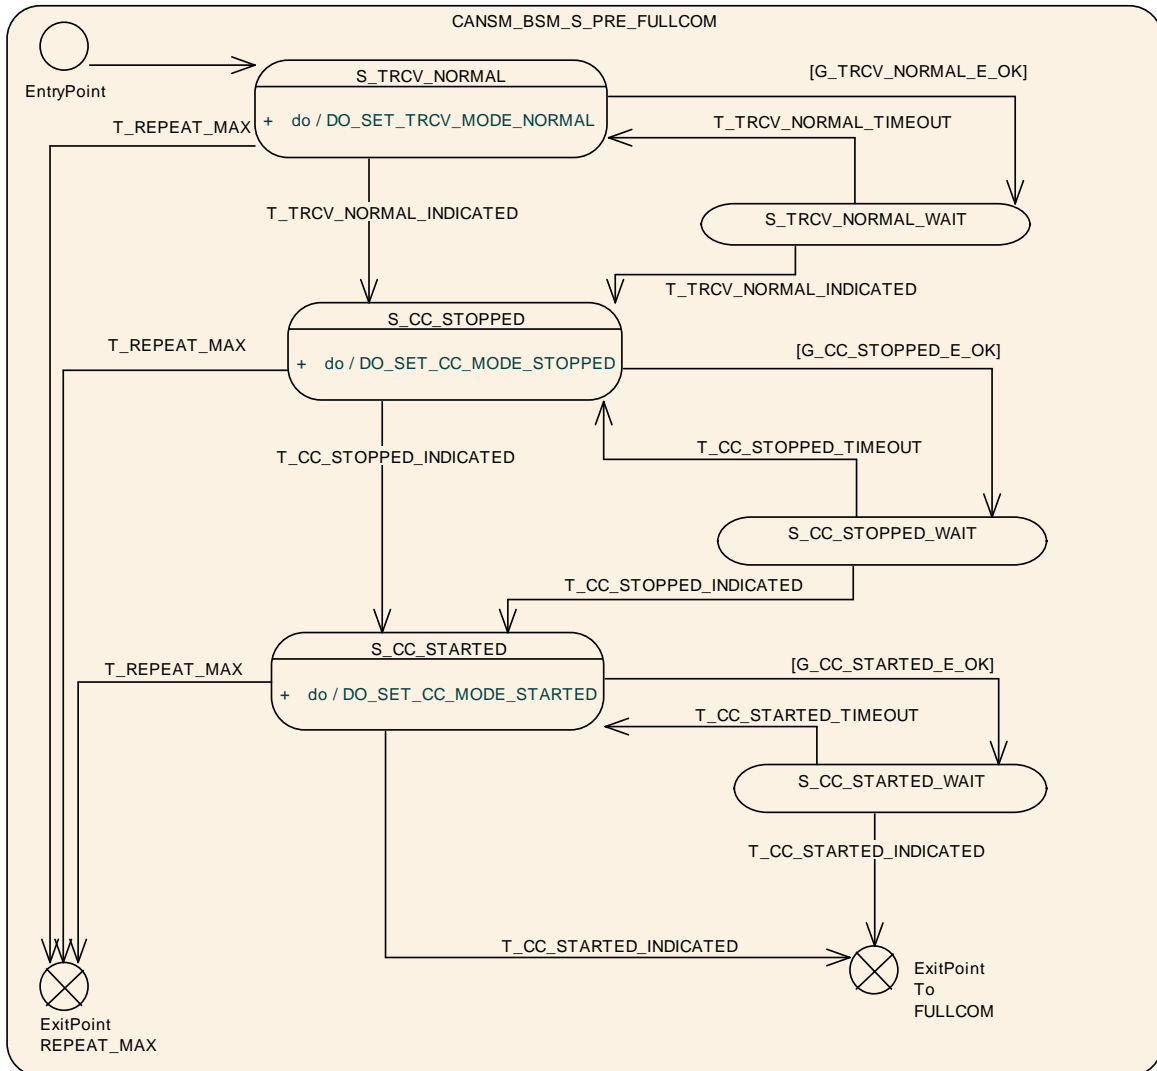 CANSM_BSM_S_PRE_FULLCOM
EntryPoint
S_TRCV_NORMAL
[G_TRCV_NORMAL_E_OK]
+ do / DO_SET_TRCV_MODE_NORMAL
T_REPEAT_MAX
T_TRCV_NORMAL_TIMEOUT
T_TRCV_NORMAL_INDICATED
S_TRCV_NORMAL_WAIT
T_TRCV_NORMAL_INDICATED
S_CC_STOPPED
T_REPEAT_MAX
[G_CC_STOPPED_E_OK]
+ do / DO_SET_CC_MODE_STOPPED
T_CC_STOPPED_TIMEOUT
T_CC_STOPPED_INDICATED
S_CC_STOPPED_WAIT
T_CC_STOPPED_INDICATED
S_CC_STARTED
T_REPEAT_MAX
[G_CC_STARTED_E_OK]
+ do / DO_SET_CC_MODE_STARTED
T_CC_STARTED_TIMEOUT
S_CC_STARTED_WAIT
T_CC_STARTED_INDICATED
T_CC_STARTED_INDICATED
ExitPoint
To
FULLCOM
ExitPoint
REPEAT_MAX